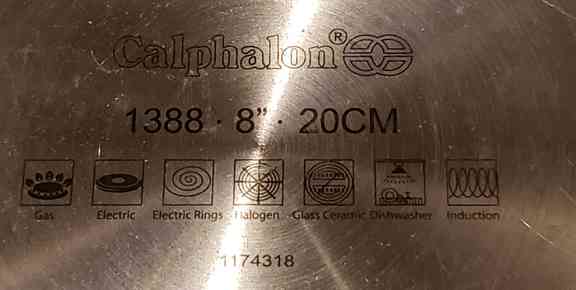 Calphalon®
1388 · 8” · 20CM
Gas Electric Electric Rings Halogen Glass Ceramic Dishwasher Induction
1174318